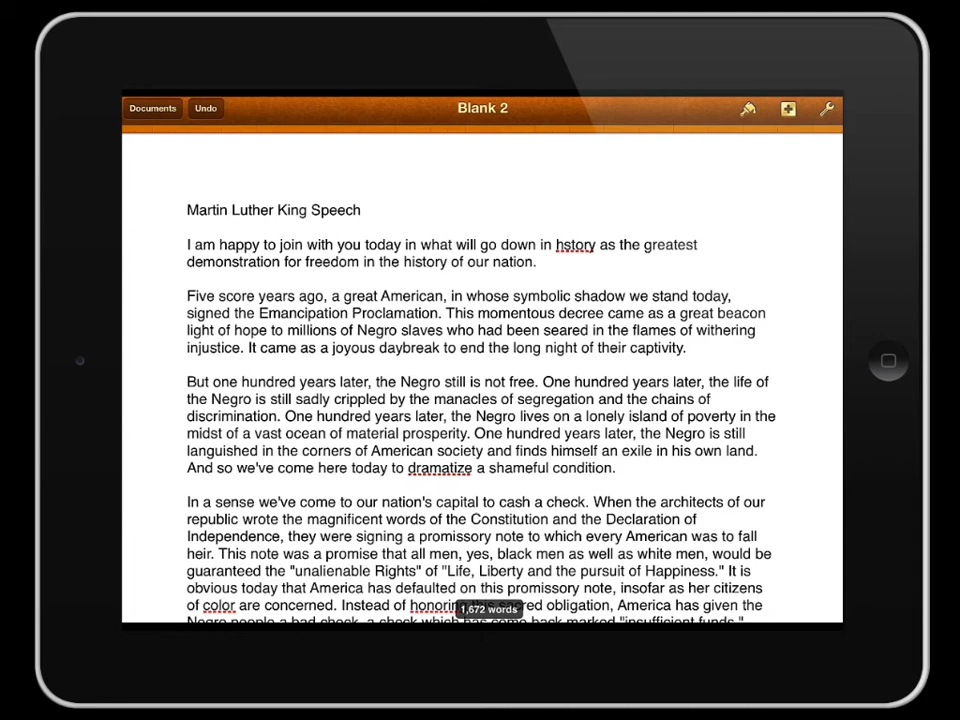 Documents Undo Blank 2
Martin Luther King Speech
I am happy to join with you today in what will go down in hstory as the greatest
demonstration for freedom in the history of our nation.
Five score years ago, a great American, in whose symbolic shadow we stand today,
signed the Emancipation Proclamation. This momentous decree came as a great beacon
light of hope to millions of Negro slaves who had been seared in the flames of withering
injustice. It came as a joyous daybreak to end the long night of their captivity.
But one hundred years later, the Negro still is not free. One hundred years later, the life of
the Negro is still sadly crippled by the manacles of segregation and the chains of
discrimination. One hundred years later, the Negro lives on a lonely island of poverty in the
midst of a vast ocean of material prosperity. One hundred years later, the Negro is still
languished in the corners of American society and finds himself an exile in his own land.
And so we've come here today to dramatize a shameful condition.
In a sense we've come to our nation's capital to cash a check. When the architects of our
republic wrote the magnificent words of the Constitution and the Declaration of
Independence, they were signing a promissory note to which every American was to fall
heir. This note was a promise that all men, yes, black men as well as white men, would be
guaranteed the "unalienable Rights" of "Life, Liberty and the pursuit of Happiness." It is
obvious today that America has defaulted on this promissory note, insofar as her citizens
of color are concerned. Instead of honoring this sacred obligation, America has given the
1,672 words
Negro people a bad check, a check which has come back marked "insufficient funds."